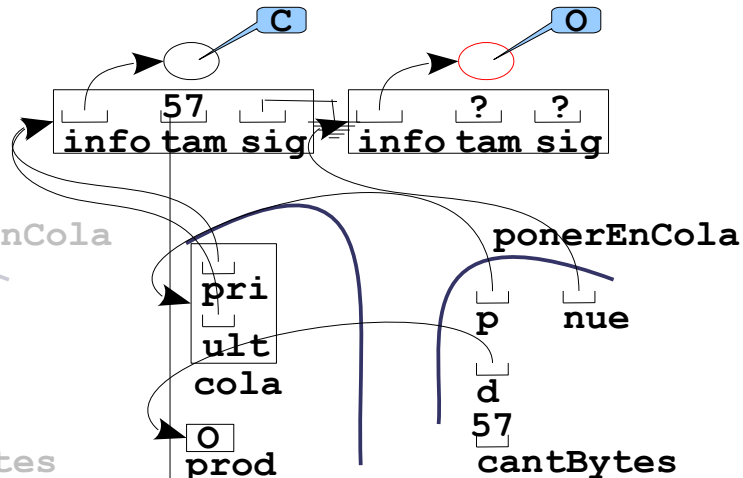 C O
57 ? ?
info tam sig info tam sig
nCola
ponerEnCola
pri
p nue
ult
cola
d
57
O
tes prod cantBytes